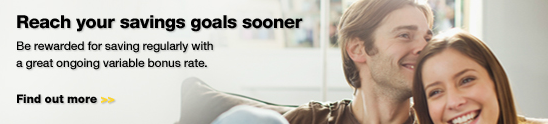 Reach your savings goals sooner
Be rewarded for saving regularly with
a great ongoing variable bonus rate.
Find out more >>